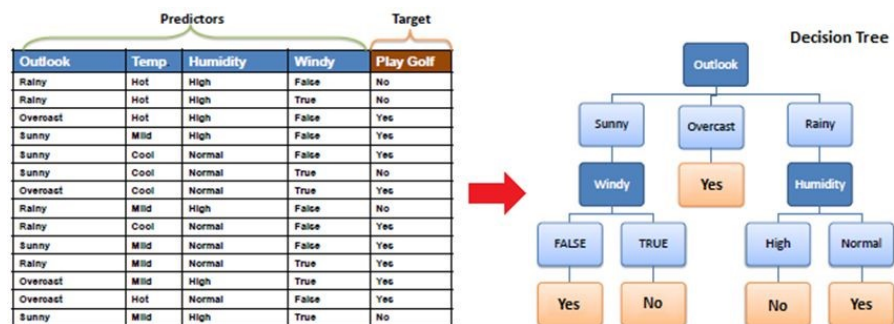 Predictors Target
Outlook Temp. Humidity Windy Play Golf
Rainy Hot High False No
Rainy Hot High True No
Overcast Hot High False Yes
Sunny Mild High False Yes
Sunny Cool Normal False Yes
Sunny Cool Normal True No
Overcast Cool Normal True Yes
Rainy Mild High False No
Rainy Cool Normal False Yes
Sunny Mild Normal False Yes
Rainy Mild Normal True Yes
Overcast Mild High True Yes
Overcast Hot Normal False Yes
Sunny Mild High True No
Decision Tree
Outlook
Sunny Overcast Rainy
Windy Yes Humidity
FALSE TRUE High Normal
Yes No No Yes